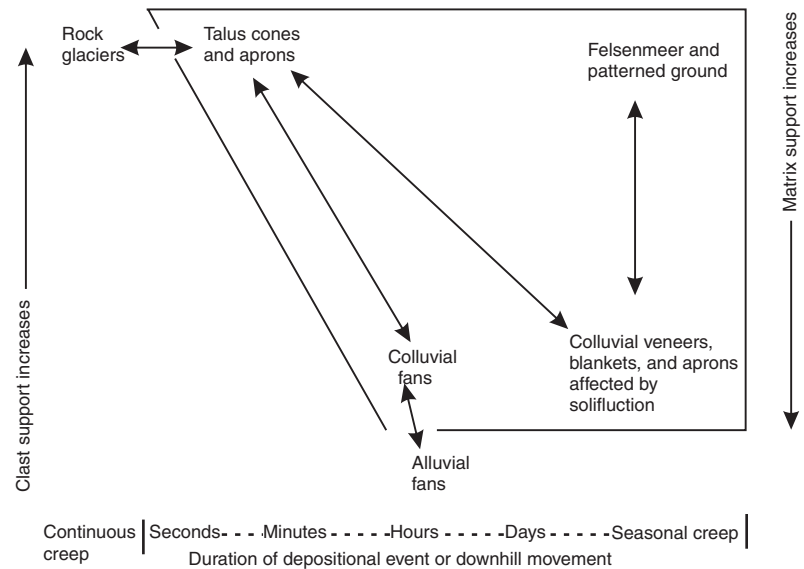 Rock
glaciers
Talus cones
and aprons
Felsenmeer and
patterned ground
Clast support increases
Matrix support increases
Colluvial
fans
Colluvial veneers,
blankets, and aprons
affected by
solifluction
Alluvial
fans
Continuous
creep
Seconds - - - - Minutes - - - - - - Hours - - - - - - Days - - - - - - Seasonal creep
Duration of depositional event or downhill movement